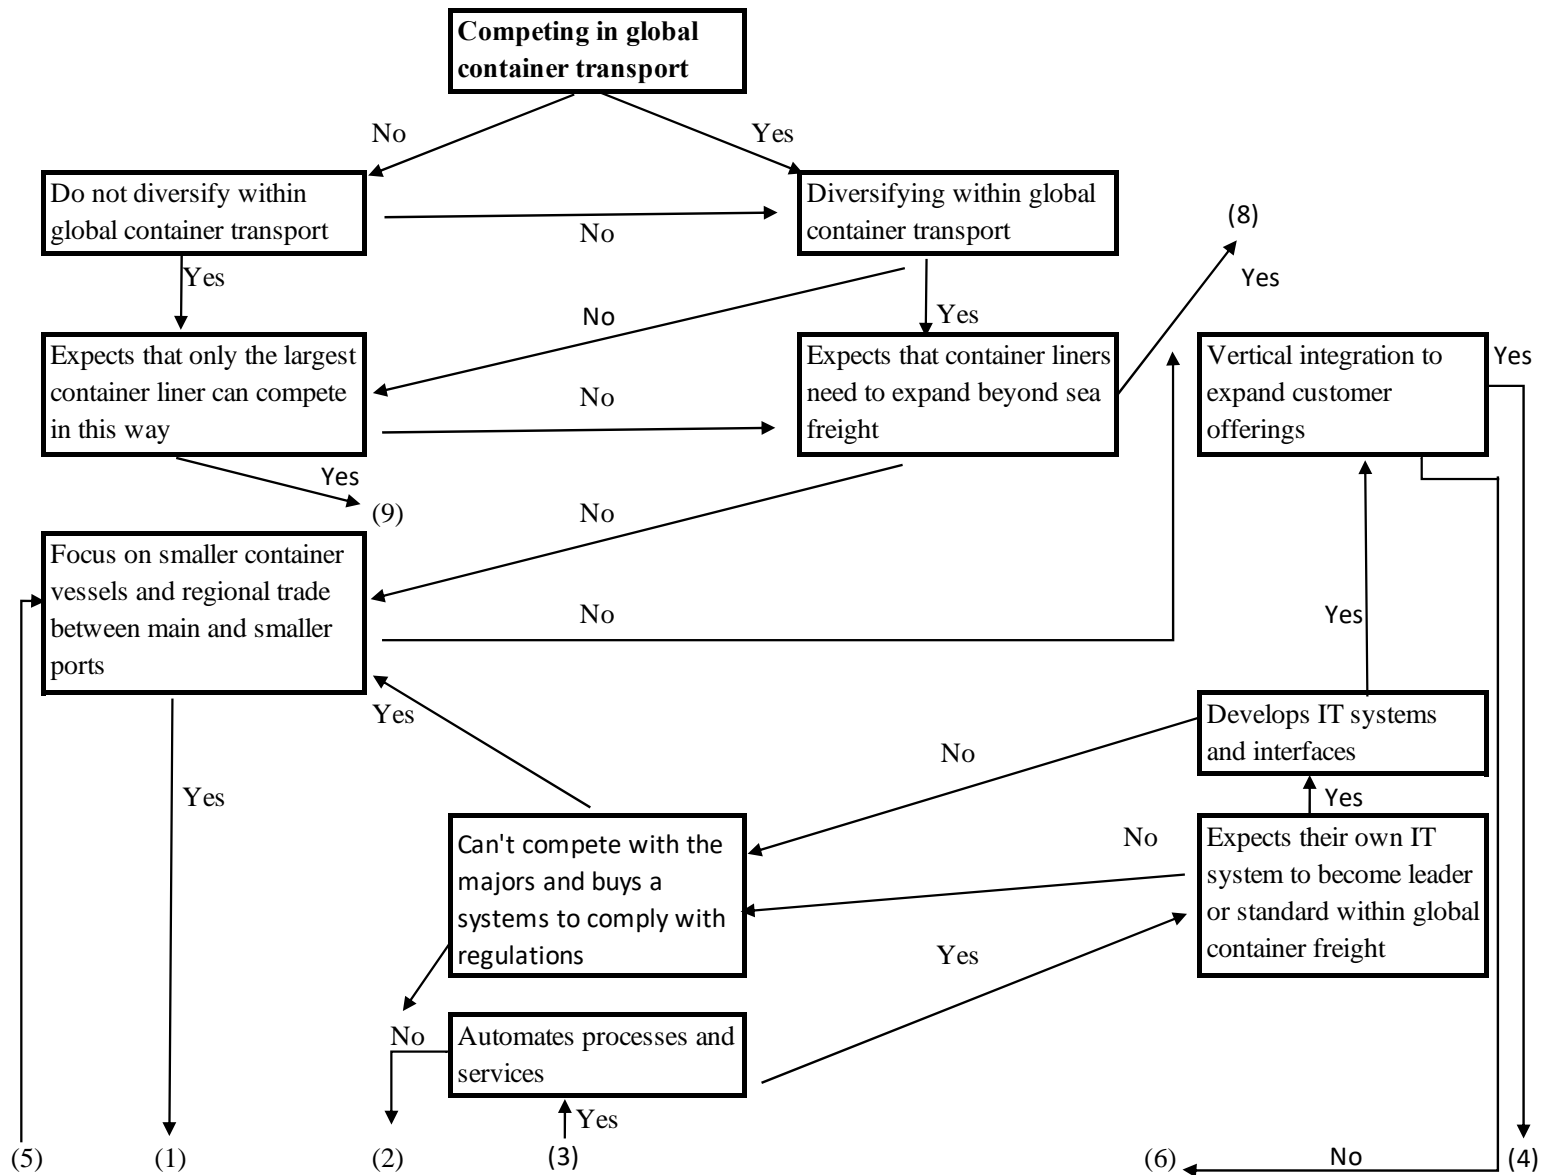 Competing in global
container transport
No
Yes
Do not diversify within
global container transport
No
Diversifying within global
container transport
(8)
Yes
Yes
No
Yes
Expects that only the largest
container liner can compete
in this way
No
Expects that container liners
need to expand beyond sea
freight
Vertical integration to
expand customer
offerings
Yes
Yes
(9)
No
Focus on smaller container
vessels and regional trade
between main and smaller
ports
No
Yes
Yes
Develops IT systems
and interfaces
No
Yes
Yes
Can't compete with the
majors and buys a
systems to comply with
regulations
No
Expects their own IT
system to become leader
or standard within global
container freight
Yes
No
Automates processes and
services
Yes
(5)
(1)
(2)
(3)
(6)
No
(4)